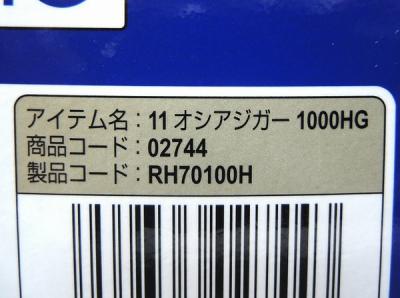 アイテム名：11 オシアジガー 1000HG
商品コード：02744
製品コード：RH70100H